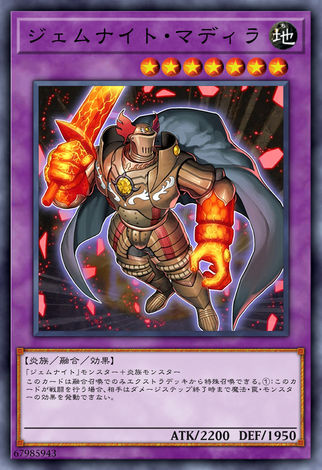 ジェムナイト・マディラ
地
【炎族／融合／効果】
「ジェムナイト」モンスター＋炎族モンスター
このカードは融合召喚でのみエクストラデッキから特殊召喚できる。①：このカ
ードが戦闘を行う場合、相手はダメージステップ終了時まで魔法・罠・モンスタ
ーの効果を発動できない。
ATK/2200 DEF/1950
67985943